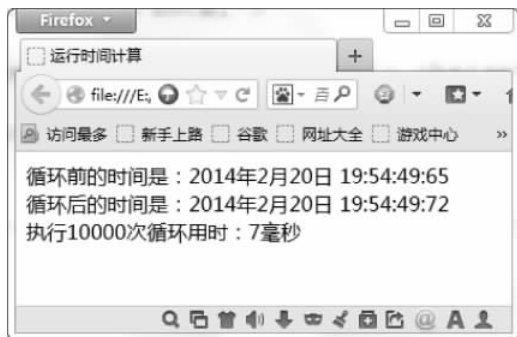 Firefox
运行时间计算
file:///E:
百
访问最多 新手上路 谷歌 网址大全 游戏中心 »
循环前的时间是：2014年2月20日 19:54:49:65
循环后的时间是：2014年2月20日 19:54:49:72
执行10000次循环用时：7毫秒